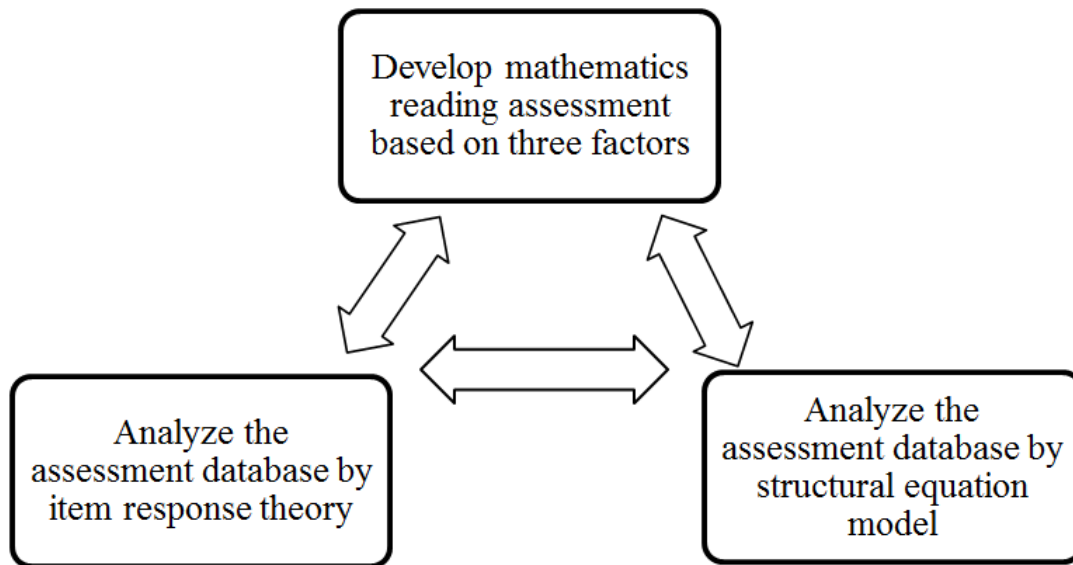 Develop mathematics
reading assessment
based on three factors
Analyze the
assessment database by
item response theory
Analyze the
assessment database by
structural equation
model